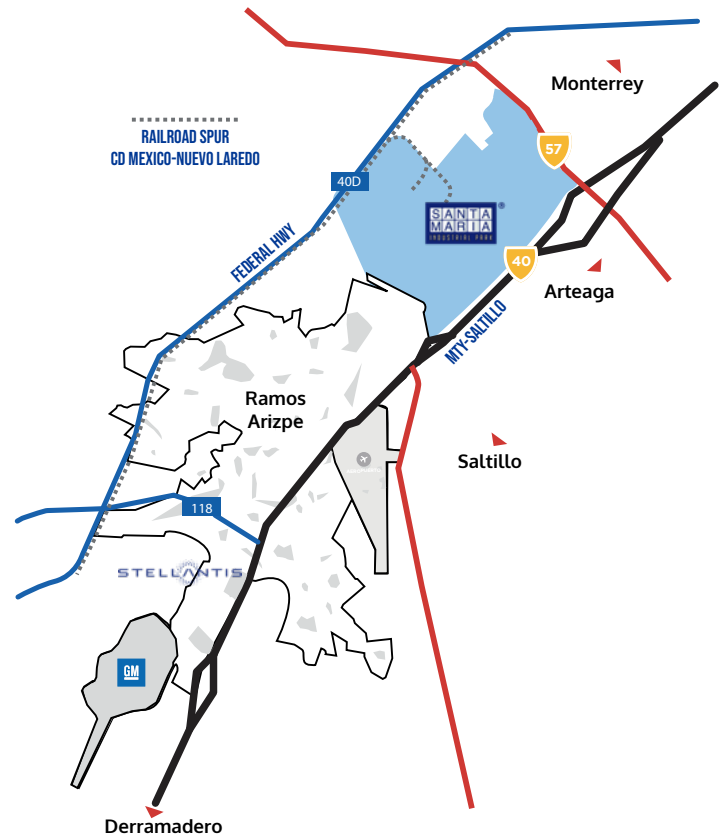 Monterrey
RAILROAD SPUR
CD MEXICO-NUEVO LAREDO
57
40D
SANTA
MARIA
INDUSTRIAL PARK
®
FEDERAL HWY
40
Arteaga
MTY-SALTILLO
Ramos
Arizpe
Saltillo
118
STELLANTIS
GM
Derramadero